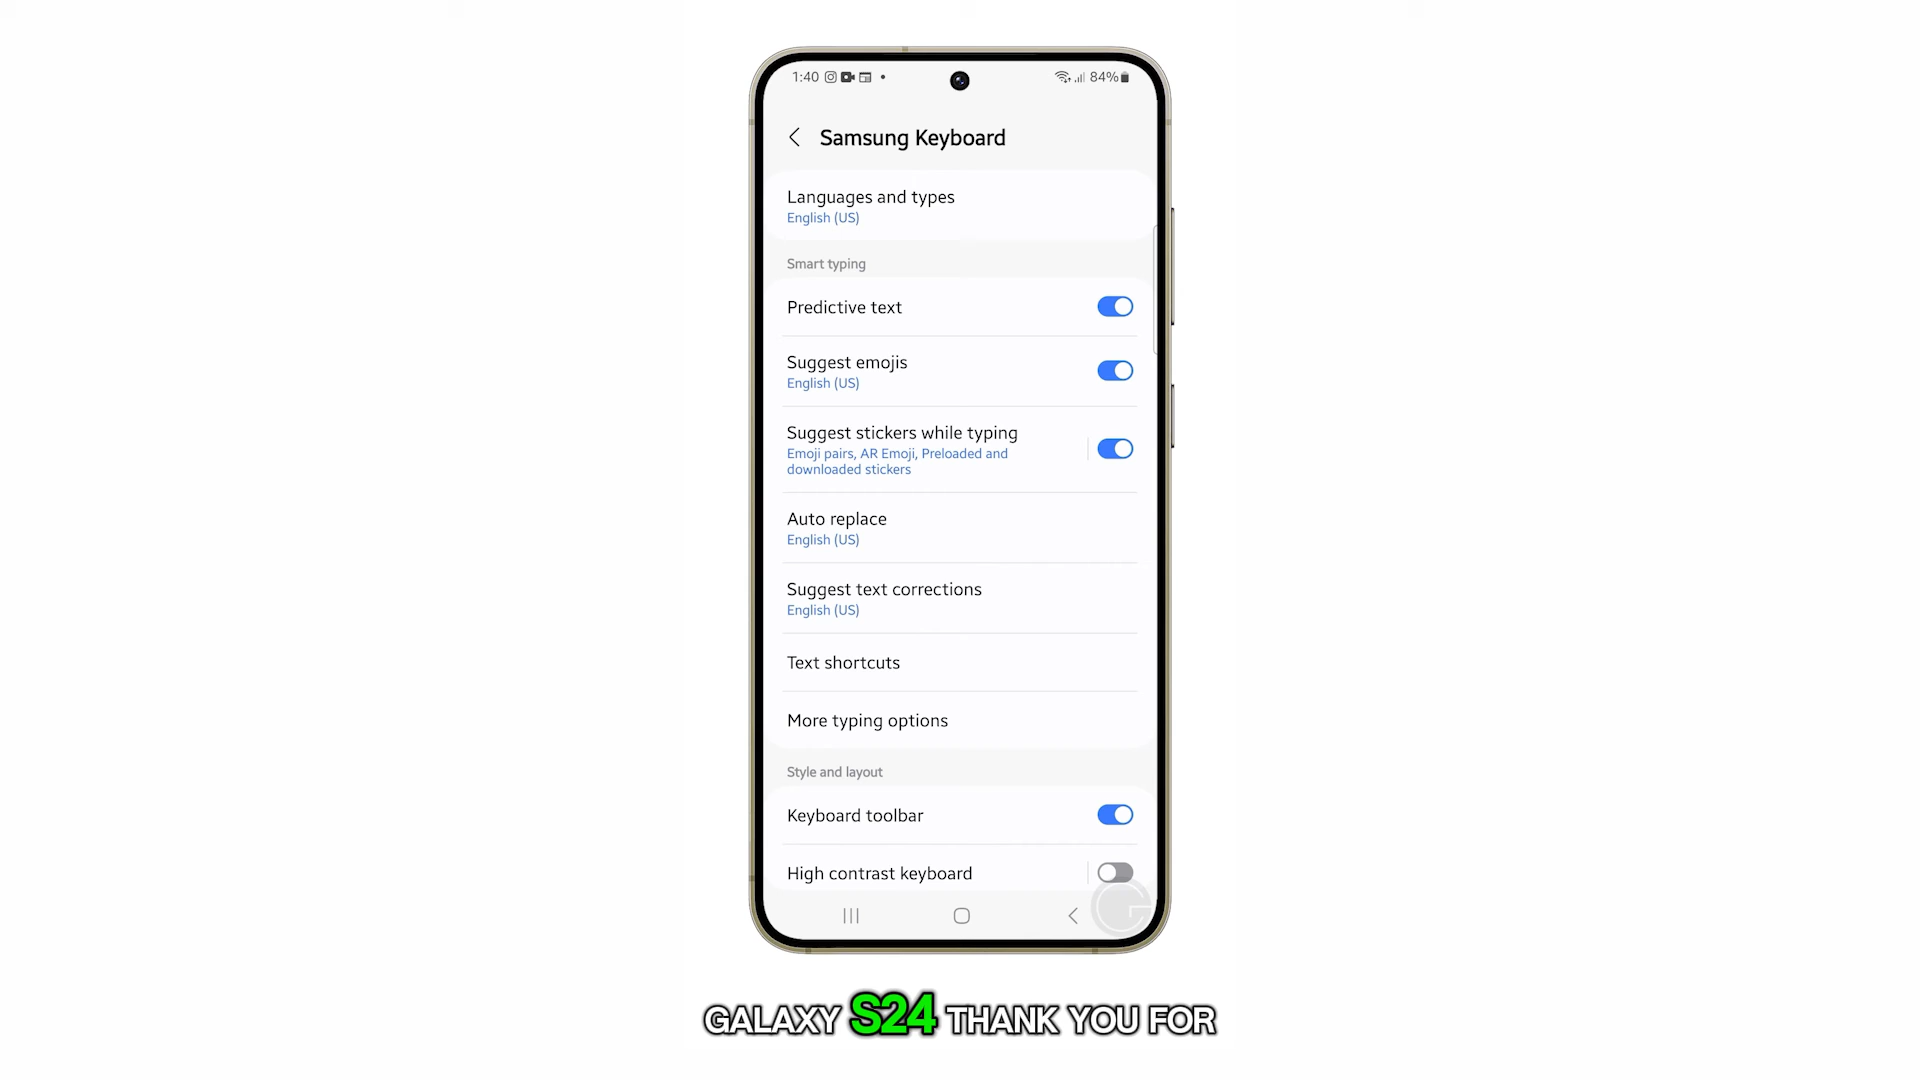 1:40
84%
Samsung Keyboard
Languages and types
English (US)
Smart typing
Predictive text
Suggest emojis
English (US)
Suggest stickers while typing
Emoji pairs, AR Emoji, Preloaded and
downloaded stickers
Auto replace
English (US)
Suggest text corrections
English (US)
Text shortcuts
More typing options
Style and layout
Keyboard toolbar
High contrast keyboard
GALAXY S24 THANK YOU FOR